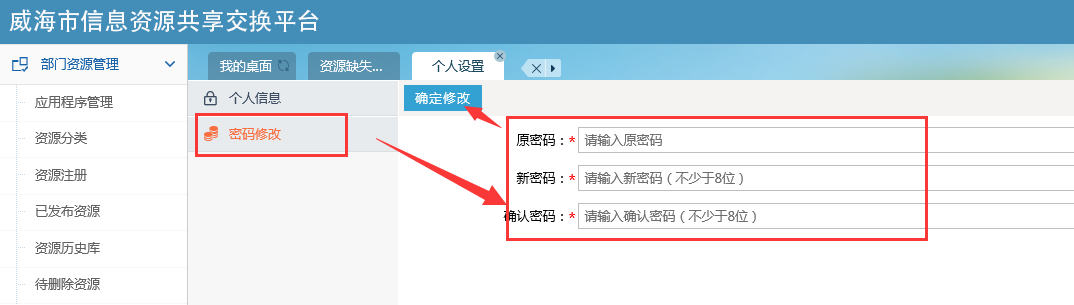 威海市信息资源共享交换平台
部门资源管理
我的桌面
资源缺失...
个人设置
应用程序管理
资源分类
资源注册
已发布资源
资源历史库
待删除资源
个人信息
密码修改
确定修改
原密码：* 请输入原密码
新密码：* 请输入新密码（不少于8位）
确认密码：* 请输入确认密码（不少于8位）